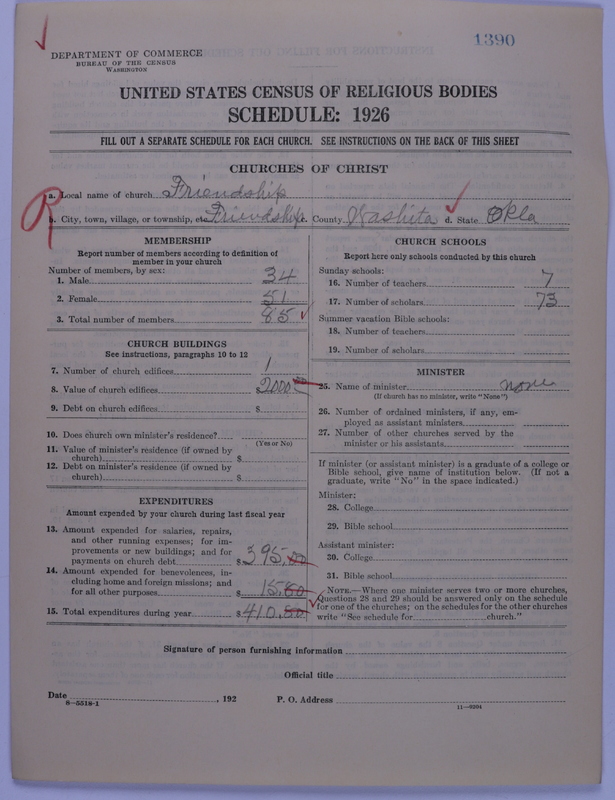 1390
DEPARTMENT OF COMMERCE
BUREAU OF THE CENSUS
WASHINGTON
UNITED STATES CENSUS OF RELIGIOUS BODIES
SCHEDULE: 1926
FILL OUT A SEPARATE SCHEDULE FOR EACH CHURCH. SEE INSTRUCTIONS ON THE BACK OF THIS SHEET
CHURCHES OF CHRIST
a. Local name of church Friendship
R b. City, town, village, or township, etc. Friendship c. County Washita d. State Okla
MEMBERSHIP
Report number of members according to definition of
member in your church
Number of members, by sex:
1. Male 34
2. Female 51
3. Total number of members 85
CHURCH BUILDINGS
See instructions, paragraphs 10 to 12
7. Number of church edifices 1
8. Value of church edifices 2000.00
9. Debt on church edifices $
10. Does church own minister's residence?
(Yes or No)
11. Value of minister's residence (if owned by
church) $
12. Debt on minister's residence (if owned by
church) $
EXPENDITURES
Amount expended by your church during last fiscal year
13. Amount expended for salaries, repairs,
and other running expenses; for im-
provements or new buildings; and for
payments on church debt $395.00
14. Amount expended for benevolences, in-
cluding home and foreign missions; and
for all other purposes $15.80
15. Total expenditures during year $410.80
CHURCH SCHOOLS
Report here only schools conducted by this church
Sunday schools:
16. Number of teachers 7
17. Number of scholars 73
Summer vacation Bible schools:
18. Number of teachers
19. Number of scholars
MINISTER
25. Name of minister none
(If church has no minister, write "None")
26. Number of ordained ministers, if any, em-
ployed as assistant ministers
27. Number of other churches served by the
minister or his assistants
If minister (or assistant minister) is a graduate of a college or
Bible school, give name of institution below. (If not a
graduate, write "No" in the space indicated.)
Minister:
28. College
29. Bible school
Assistant minister:
30. College
31. Bible school
NOTE.—Where one minister serves two or more churches,
Questions 28 and 29 should be answered only on the schedule
for one of the churches; on the schedules for the other churches
write "See schedule for church."
Signature of person furnishing information
Official title
Date , 192 P. O. Address
8—5318-1 11—9394